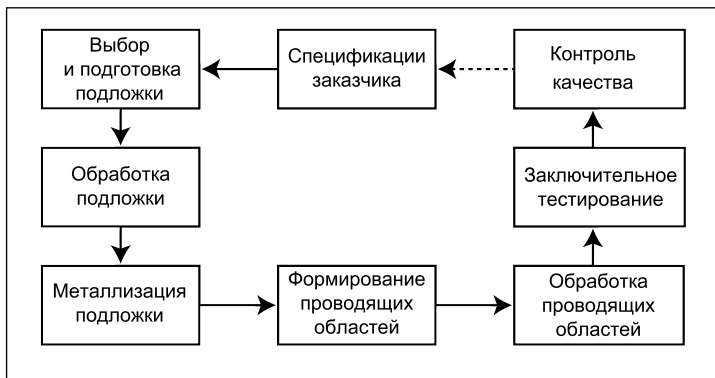 Выбор
и подготовка
подложки
Спецификации
заказчика
Контроль
качества
Обработка
подложки
Заключительное
тестирование
Металлизация
подложки
Формирование
проводящих
областей
Обработка
проводящих
областей